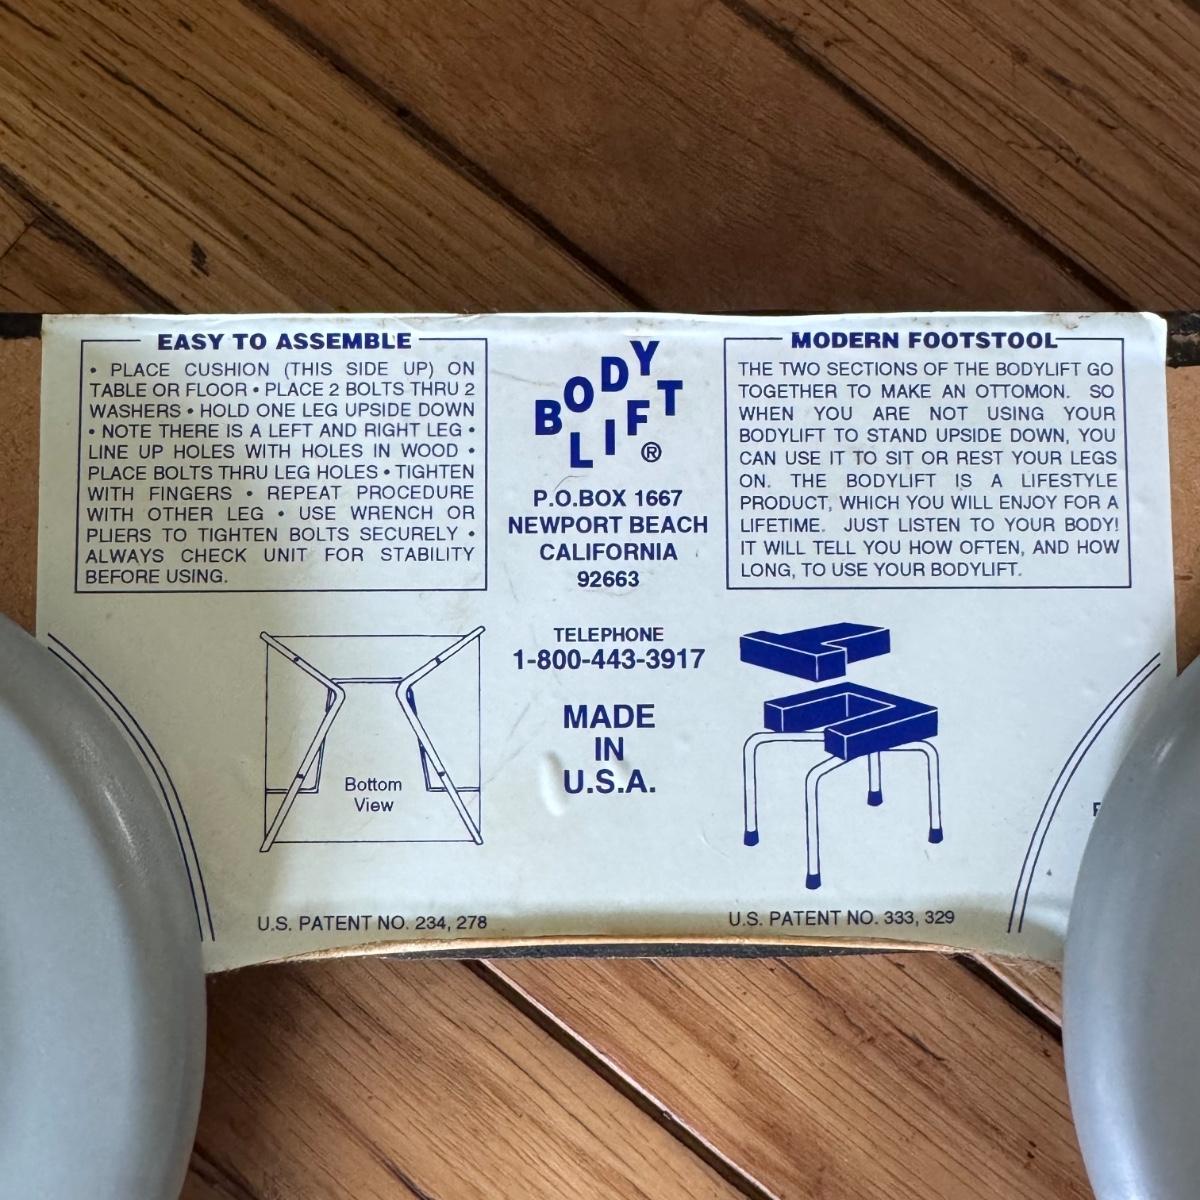 EASY TO ASSEMBLE
• PLACE CUSHION (THIS SIDE UP) ON
TABLE OR FLOOR • PLACE 2 BOLTS THRU 2
WASHERS • HOLD ONE LEG UPSIDE DOWN
• NOTE THERE IS A LEFT AND RIGHT LEG •
LINE UP HOLES WITH HOLES IN WOOD •
PLACE BOLTS THRU LEG HOLES • TIGHTEN
WITH FINGERS • REPEAT PROCEDURE
WITH OTHER LEG • USE WRENCH OR
PLIERS TO TIGHTEN BOLTS SECURELY •
ALWAYS CHECK UNIT FOR STABILITY
BEFORE USING.
BODY
LIFT®
P.O.BOX 1667
NEWPORT BEACH
CALIFORNIA
92663
TELEPHONE
1-800-443-3917
MADE
IN
U.S.A.
MODERN FOOTSTOOL
THE TWO SECTIONS OF THE BODYLIFT GO
TOGETHER TO MAKE AN OTTOMON. SO
WHEN YOU ARE NOT USING YOUR
BODYLIFT TO STAND UPSIDE DOWN, YOU
CAN USE IT TO SIT OR REST YOUR LEGS
ON. THE BODYLIFT IS A LIFESTYLE
PRODUCT, WHICH YOU WILL ENJOY FOR A
LIFETIME. JUST LISTEN TO YOUR BODY!
IT WILL TELL YOU HOW OFTEN, AND HOW
LONG, TO USE YOUR BODYLIFT.
Bottom
View
U.S. PATENT NO. 234, 278
U.S. PATENT NO. 333, 329